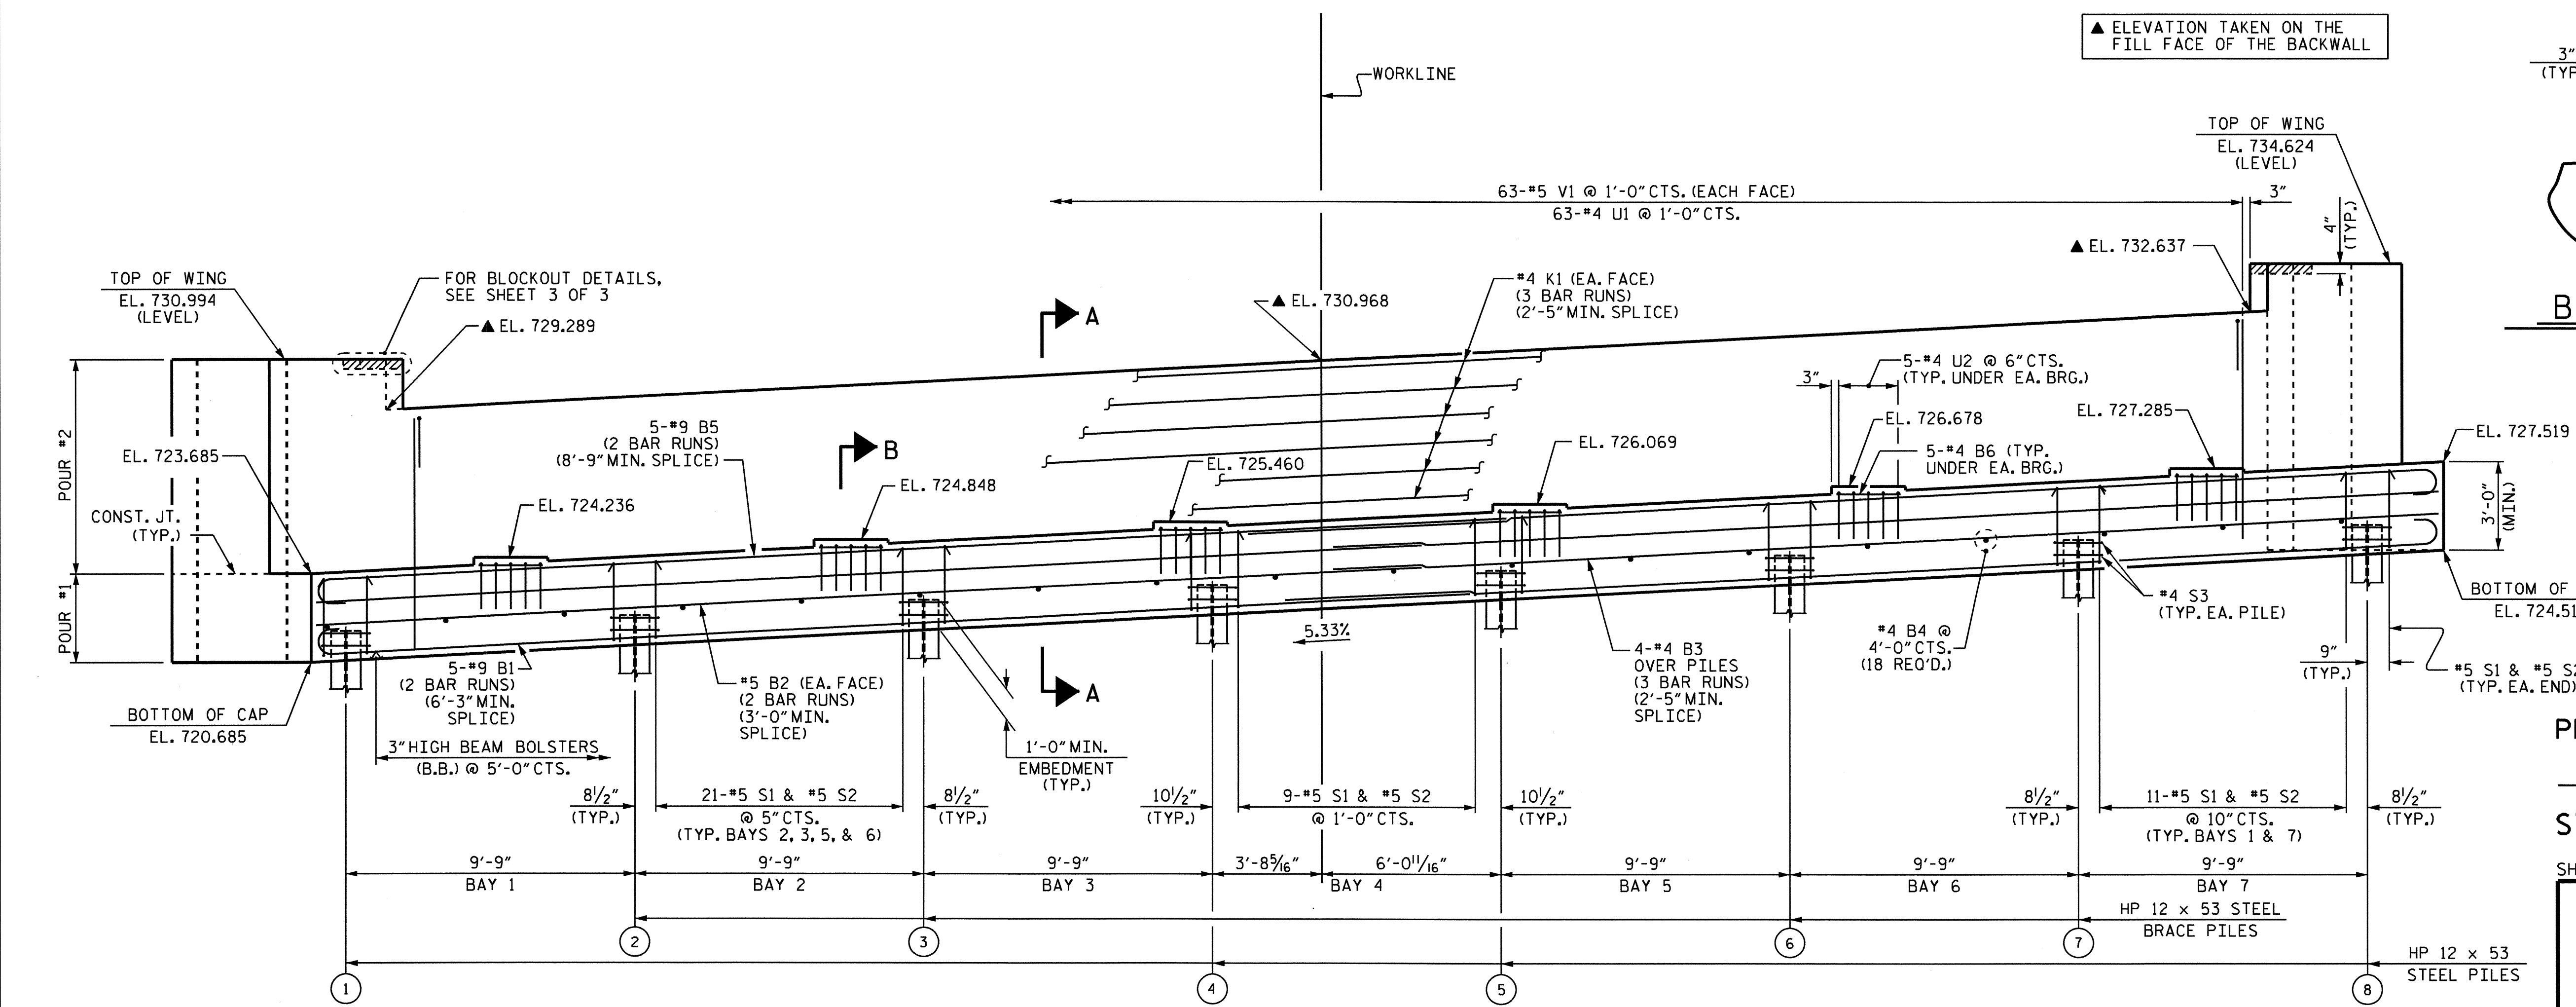 ▲ ELEVATION TAKEN ON THE
FILL FACE OF THE BACKWALL
3"
WORKLINE
TOP OF WING
EL. 734.624
(LEVEL)
63-#5 V1 @ 1'-0" CTS. (EACH FACE)
63-#4 U1 @ 1'-0" CTS.
3"
4"
(TYP.)
▲ EL. 732.637
TOP OF WING
EL. 730.994
(LEVEL)
FOR BLOCKOUT DETAILS,
SEE SHEET 3 OF 3
▲ EL. 729.289
A
▲ EL. 730.968
#4 K1 (EA. FACE)
(3 BAR RUNS)
(2'-5" MIN. SPLICE)
B
3"
5-#4 U2 @ 6" CTS.
(TYP. UNDER EA. BRG.)
EL. 726.678
EL. 727.285
5-#4 B6 (TYP.
UNDER EA. BRG.)
EL. 727.519
5-#9 B5
(2 BAR RUNS)
(8'-9" MIN. SPLICE)
B
EL. 726.069
EL. 725.460
EL. 724.848
EL. 724.236
EL. 723.685
POUR #2
CONST. JT.
(TYP.)
POUR #1
3'-0"
(MIN.)
BOTTOM OF
EL. 724.51
#4 S3
(TYP. EA. PILE)
#4 B4 @
4'-0" CTS.
(18 REQ'D.)
5.33%
4-#4 B3
OVER PILES
(3 BAR RUNS)
(2'-5" MIN.
SPLICE)
9"
(TYP.)
#5 S1 & #5 S2
(TYP. EA. END)
5-#9 B1
(2 BAR RUNS)
(6'-3" MIN.
SPLICE)
#5 B2 (EA. FACE)
(2 BAR RUNS)
(3'-0" MIN.
SPLICE)
A
BOTTOM OF CAP
EL. 720.685
3" HIGH BEAM BOLSTERS
(B.B.) @ 5'-0" CTS.
1'-0" MIN.
EMBEDMENT
(TYP.)
8½"
(TYP.)
21-#5 S1 & #5 S2
@ 5" CTS.
(TYP. BAYS 2, 3, 5, & 6)
8½"
(TYP.)
10½"
(TYP.)
9-#5 S1 & #5 S2
@ 1'-0" CTS.
10½"
(TYP.)
8½"
(TYP.)
11-#5 S1 & #5 S2
@ 10" CTS.
(TYP. BAYS 1 & 7)
8½"
(TYP.)
9'-9"
BAY 1
9'-9"
BAY 2
9'-9"
BAY 3
3'-8 5/16"
6'-0 11/16"
BAY 4
9'-9"
BAY 5
9'-9"
BAY 6
9'-9"
BAY 7
HP 12 x 53 STEEL
BRACE PILES
2
3
6
7
HP 12 x 53
STEEL PILES
1
4
5
8